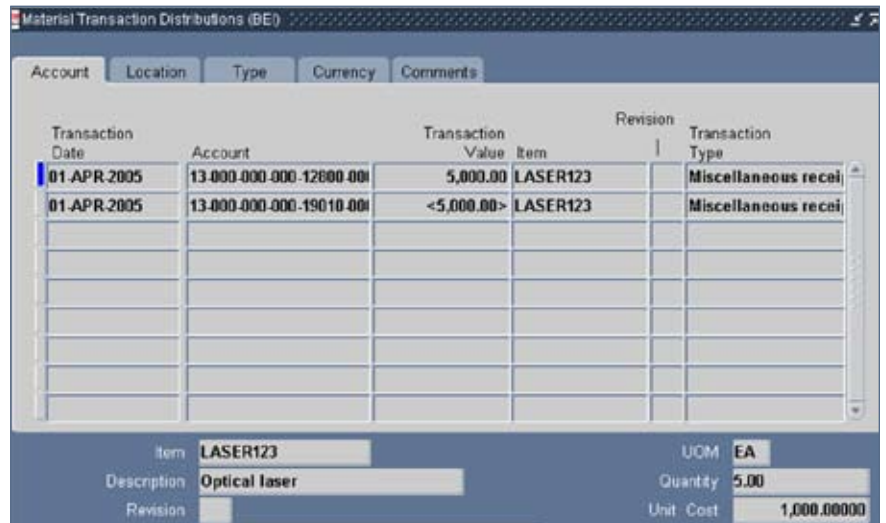 Material Transaction Distributions (BEI)
Account Location Type Currency Comments
Revision
Transaction Transaction Transaction
Date Account Value Item Type
01-APR-2005 13-000-000-000-12800-00 5,000.00 LASER123 Miscellaneous recei
01-APR-2005 13-000-000-000-19010-00 <5,000.00> LASER123 Miscellaneous recei
Item LASER123 UOM EA
Description Optical laser Quantity 5.00
Revision Unit Cost 1,000.00000